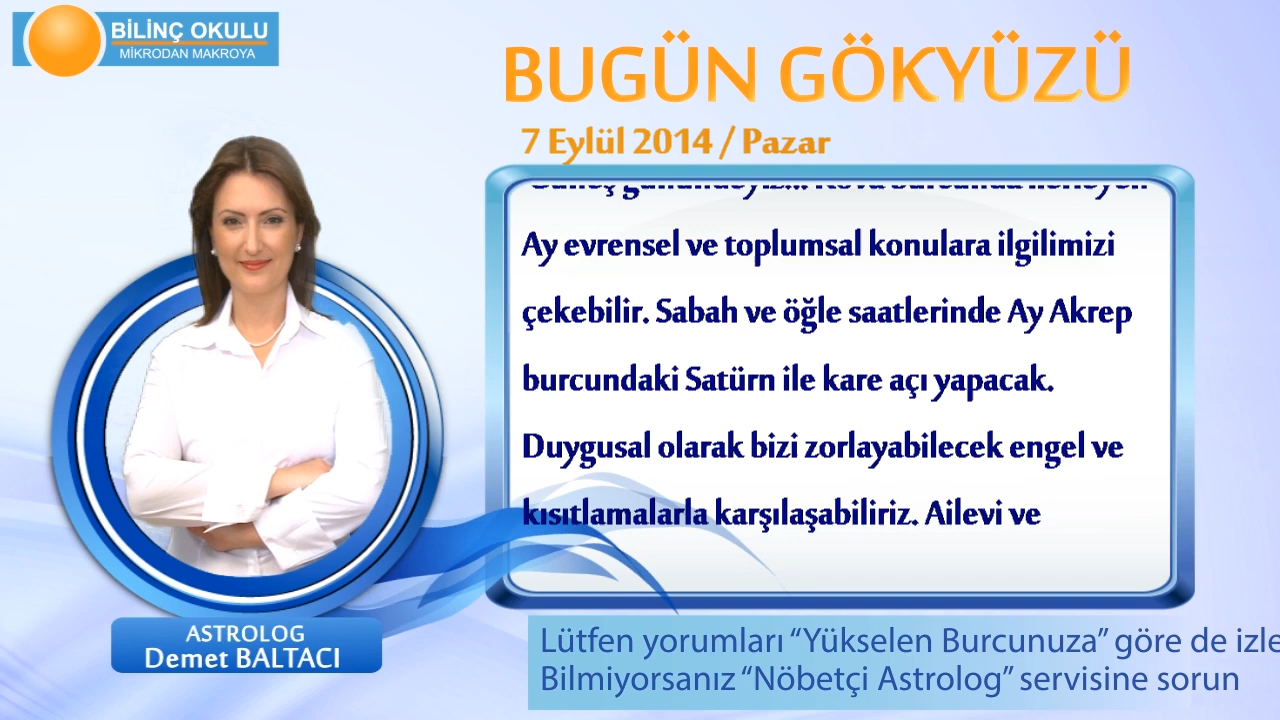 BİLİNÇ OKULU
MİKRODAN MAKROYA
BUGÜN GÖKYÜZÜ
7 Eylül 2014 / Pazar
Ay evrensel ve toplumsal konulara ilgilimizi
çekebilir. Sabah ve öğle saatlerinde Ay Akrep
burcundaki Satürn ile kare açı yapacak.
Duygusal olarak bizi zorlayabilecek engel ve
kısıtlamalarla karşılaşabiliriz. Ailevi ve
ASTROLOG
Demet BALTACI
Lütfen yorumları “Yükselen Burcunuza” göre de izle
Bilmiyorsanız “Nöbetçi Astrolog” servisine sorun